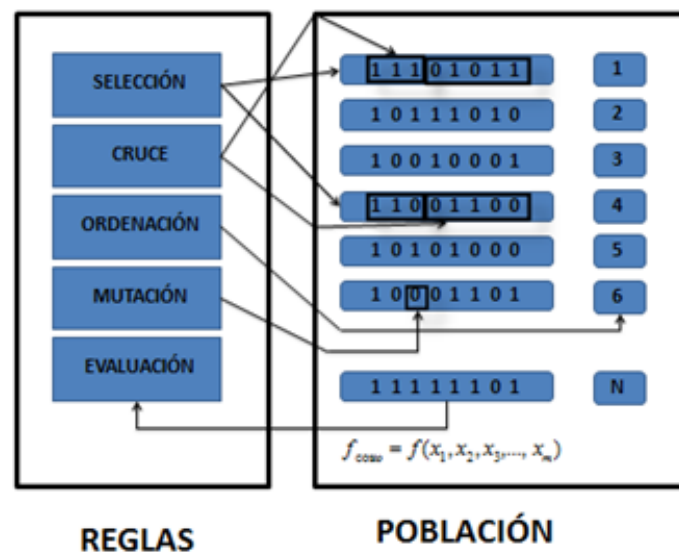 SELECCIÓN
CRUCE
ORDENACIÓN
MUTACIÓN
EVALUACIÓN
1 1 1 0 1 0 1 1 1
1 0 1 1 1 0 1 0 2
1 0 0 1 0 0 0 1 3
1 1 0 0 1 1 0 0 4
1 0 1 0 1 0 0 0 5
1 0 0 0 1 1 0 1 6
1 1 1 1 1 1 0 1 N
f_coste = f(x₁, x₂, x₃,..., xₘ)
REGLAS
POBLACIÓN